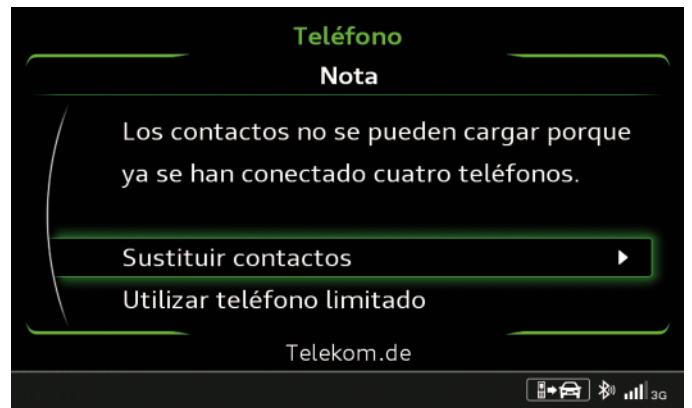 Teléfono
Nota
Los contactos no se pueden cargar porque
ya se han conectado cuatro teléfonos.
Sustituir contactos
Utilizar teléfono limitado
Telekom.de
3G